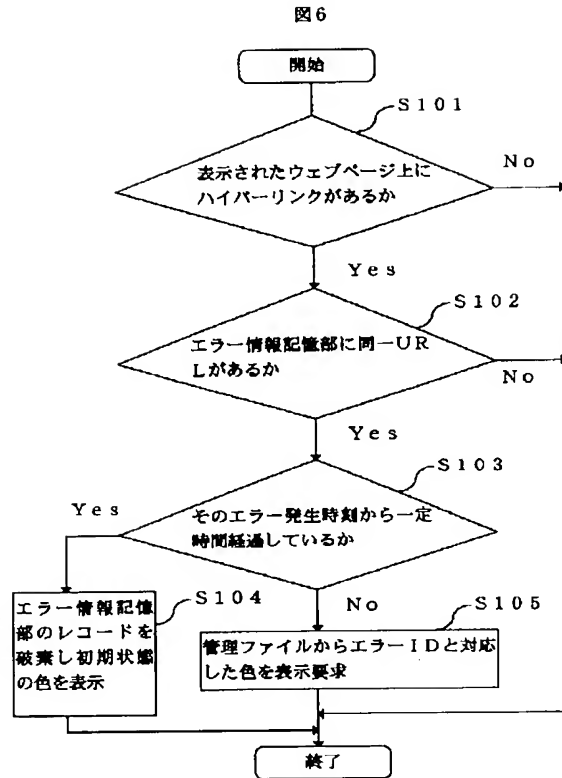 図6
開始
S101
表示されたウェブページ上に
ハイパーリンクがあるか
No
Yes
S102
エラー情報記憶部に同一UR
Lがあるか
No
Yes
S103
そのエラー発生時刻から一定
時間経過しているか
Yes
No
S104
エラー情報記憶
部のレコードを
破棄し初期状態
の色を表示
S105
管理ファイルからエラーIDと対応
した色を表示要求
終了